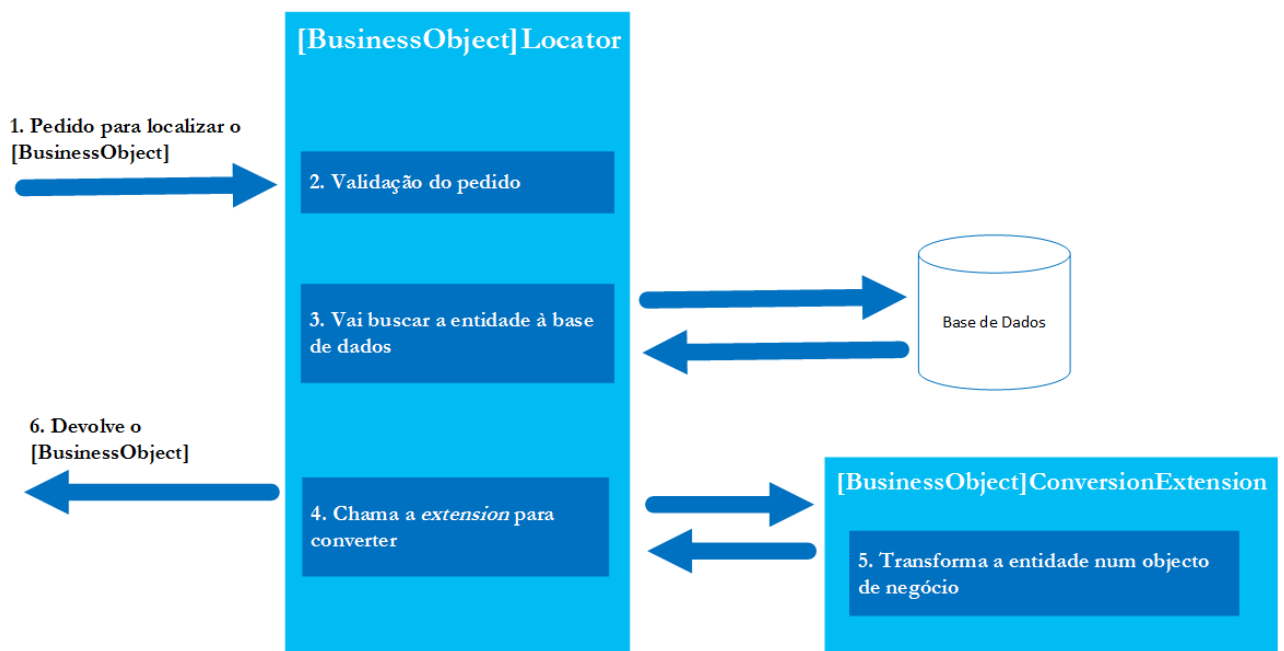 [BusinessObject]Locator
1. Pedido para localizar o
[BusinessObject]
2. Validação do pedido
3. Vai buscar a entidade à base
de dados
Base de Dados
6. Devolve o
[BusinessObject]
4. Chama a extension para
converter
[BusinessObject]ConversionExtension
5. Transforma a entidade num objecto
de negócio